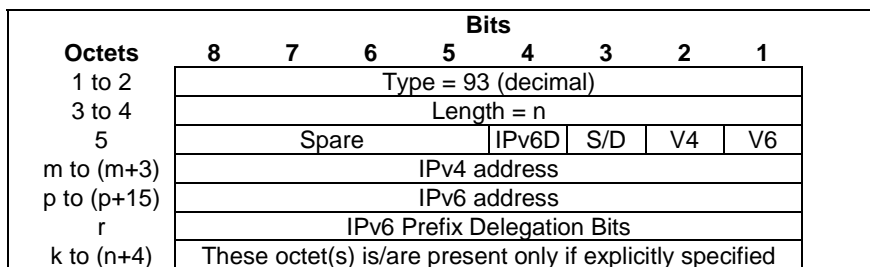 Bits
Octets 8 7 6 5 4 3 2 1
1 to 2 Type = 93 (decimal)
3 to 4 Length = n
5 Spare IPv6D S/D V4 V6
m to (m+3) IPv4 address
p to (p+15) IPv6 address
r IPv6 Prefix Delegation Bits
k to (n+4) These octet(s) is/are present only if explicitly specified